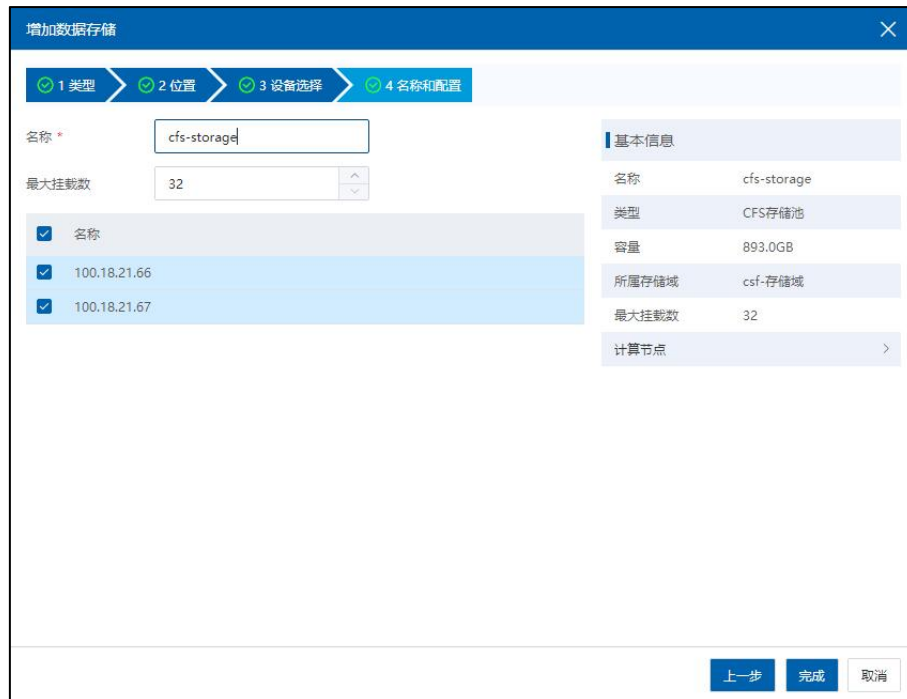 增加数据存储
1 类型 2 位置 3 设备选择 4 名称和配置
名称 * cfs-storage
最大挂载数 32
名称
100.18.21.66
100.18.21.67
基本信息
名称 cfs-storage
类型 CFS存储池
容量 893.0GB
所属存储域 csf-存储域
最大挂载数 32
计算节点
上一步 完成 取消